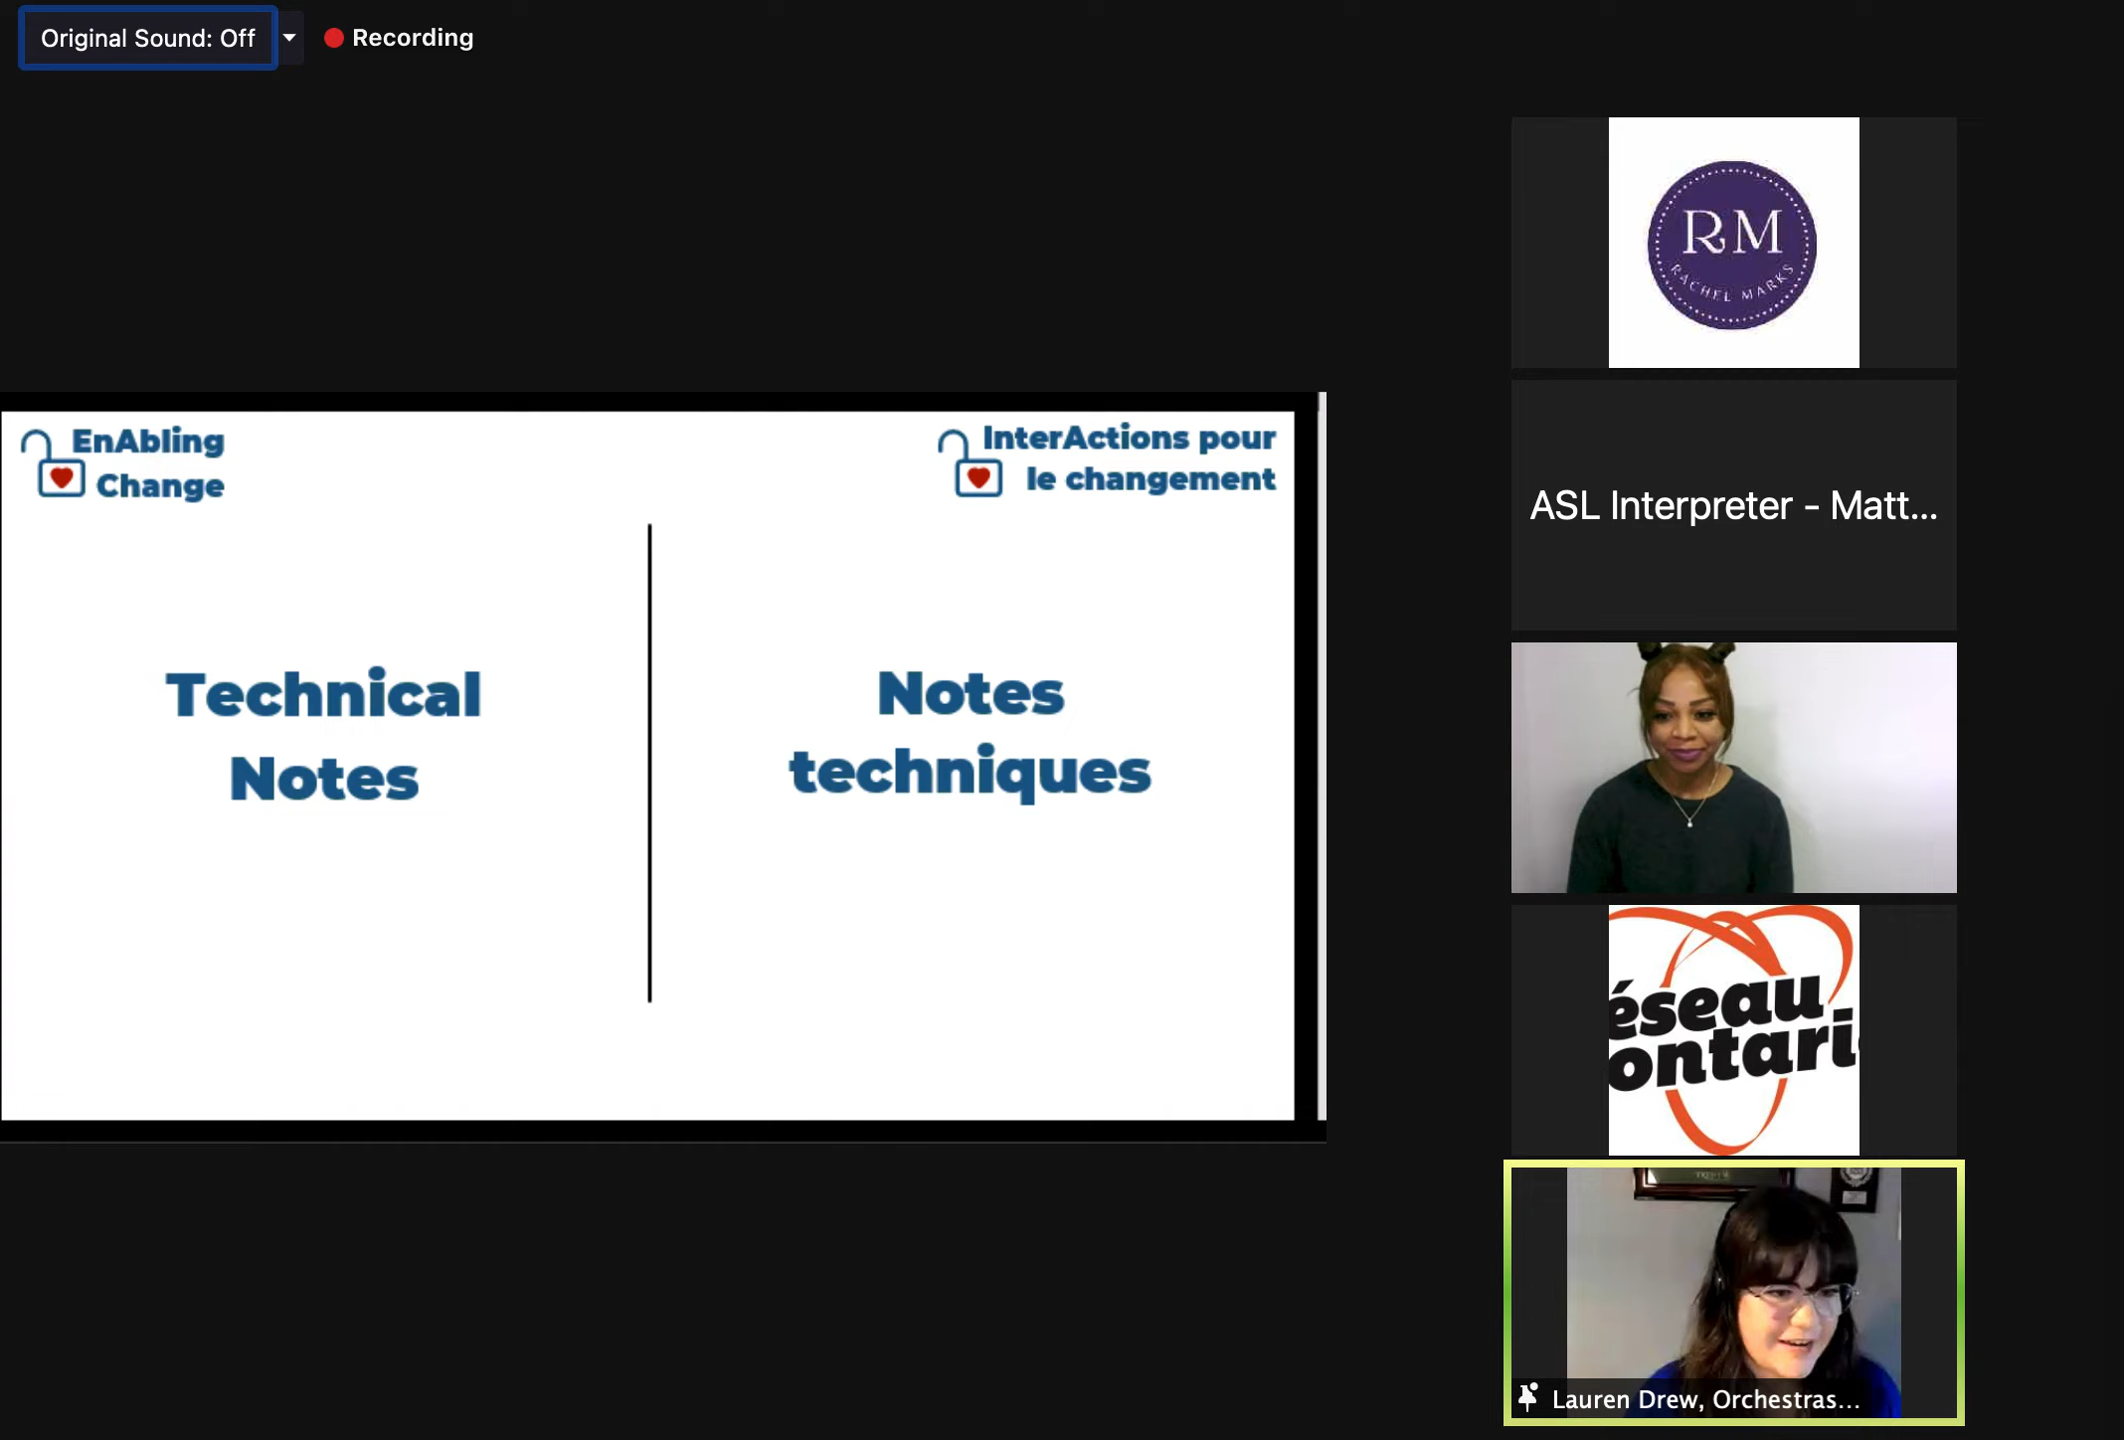 Original Sound: Off
Recording
EnAbling
Change
InterActions pour
le changement
Technical
Notes
Notes
techniques
RM
RACHEL MARKS
ASL Interpreter - Matt...
éseau
ontari
Lauren Drew, Orchestras...